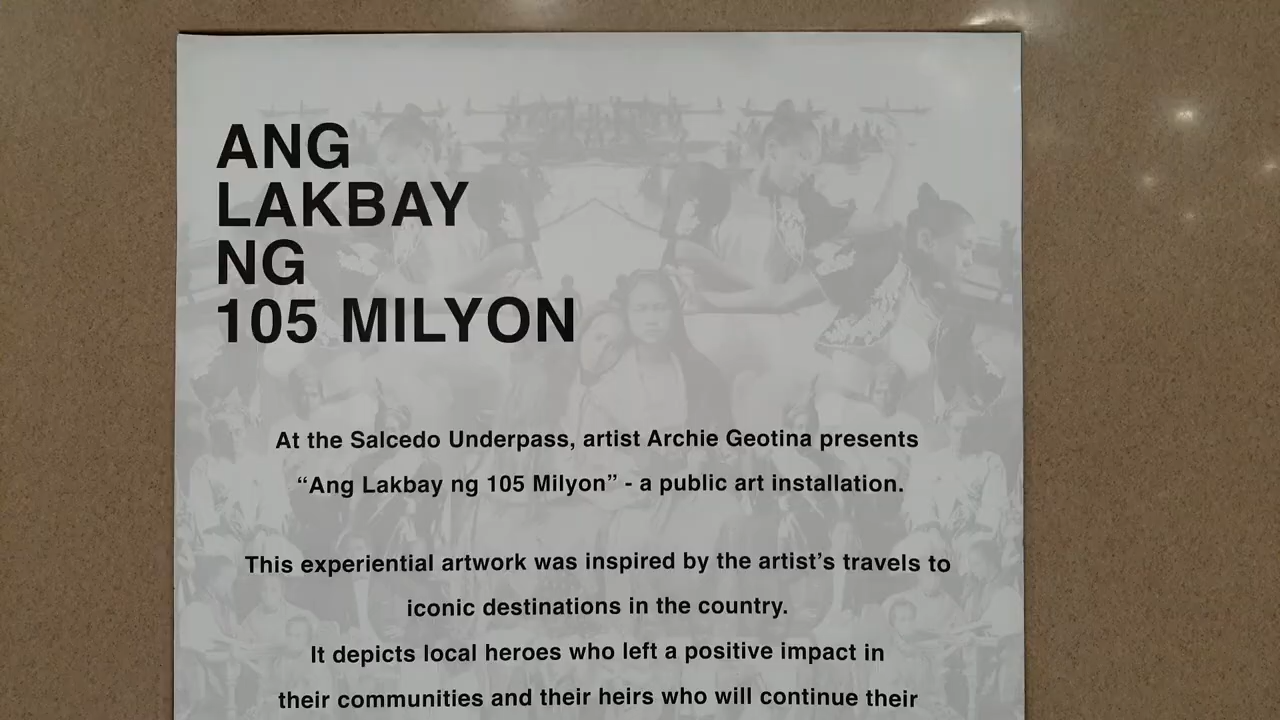 ANG
LAKBAY
NG
105 MILYON
At the Salcedo Underpass, artist Archie Geotina presents
“Ang Lakbay ng 105 Milyon” - a public art installation.
This experiential artwork was inspired by the artist’s travels to
iconic destinations in the country.
It depicts local heroes who left a positive impact in
their communities and their heirs who will continue their